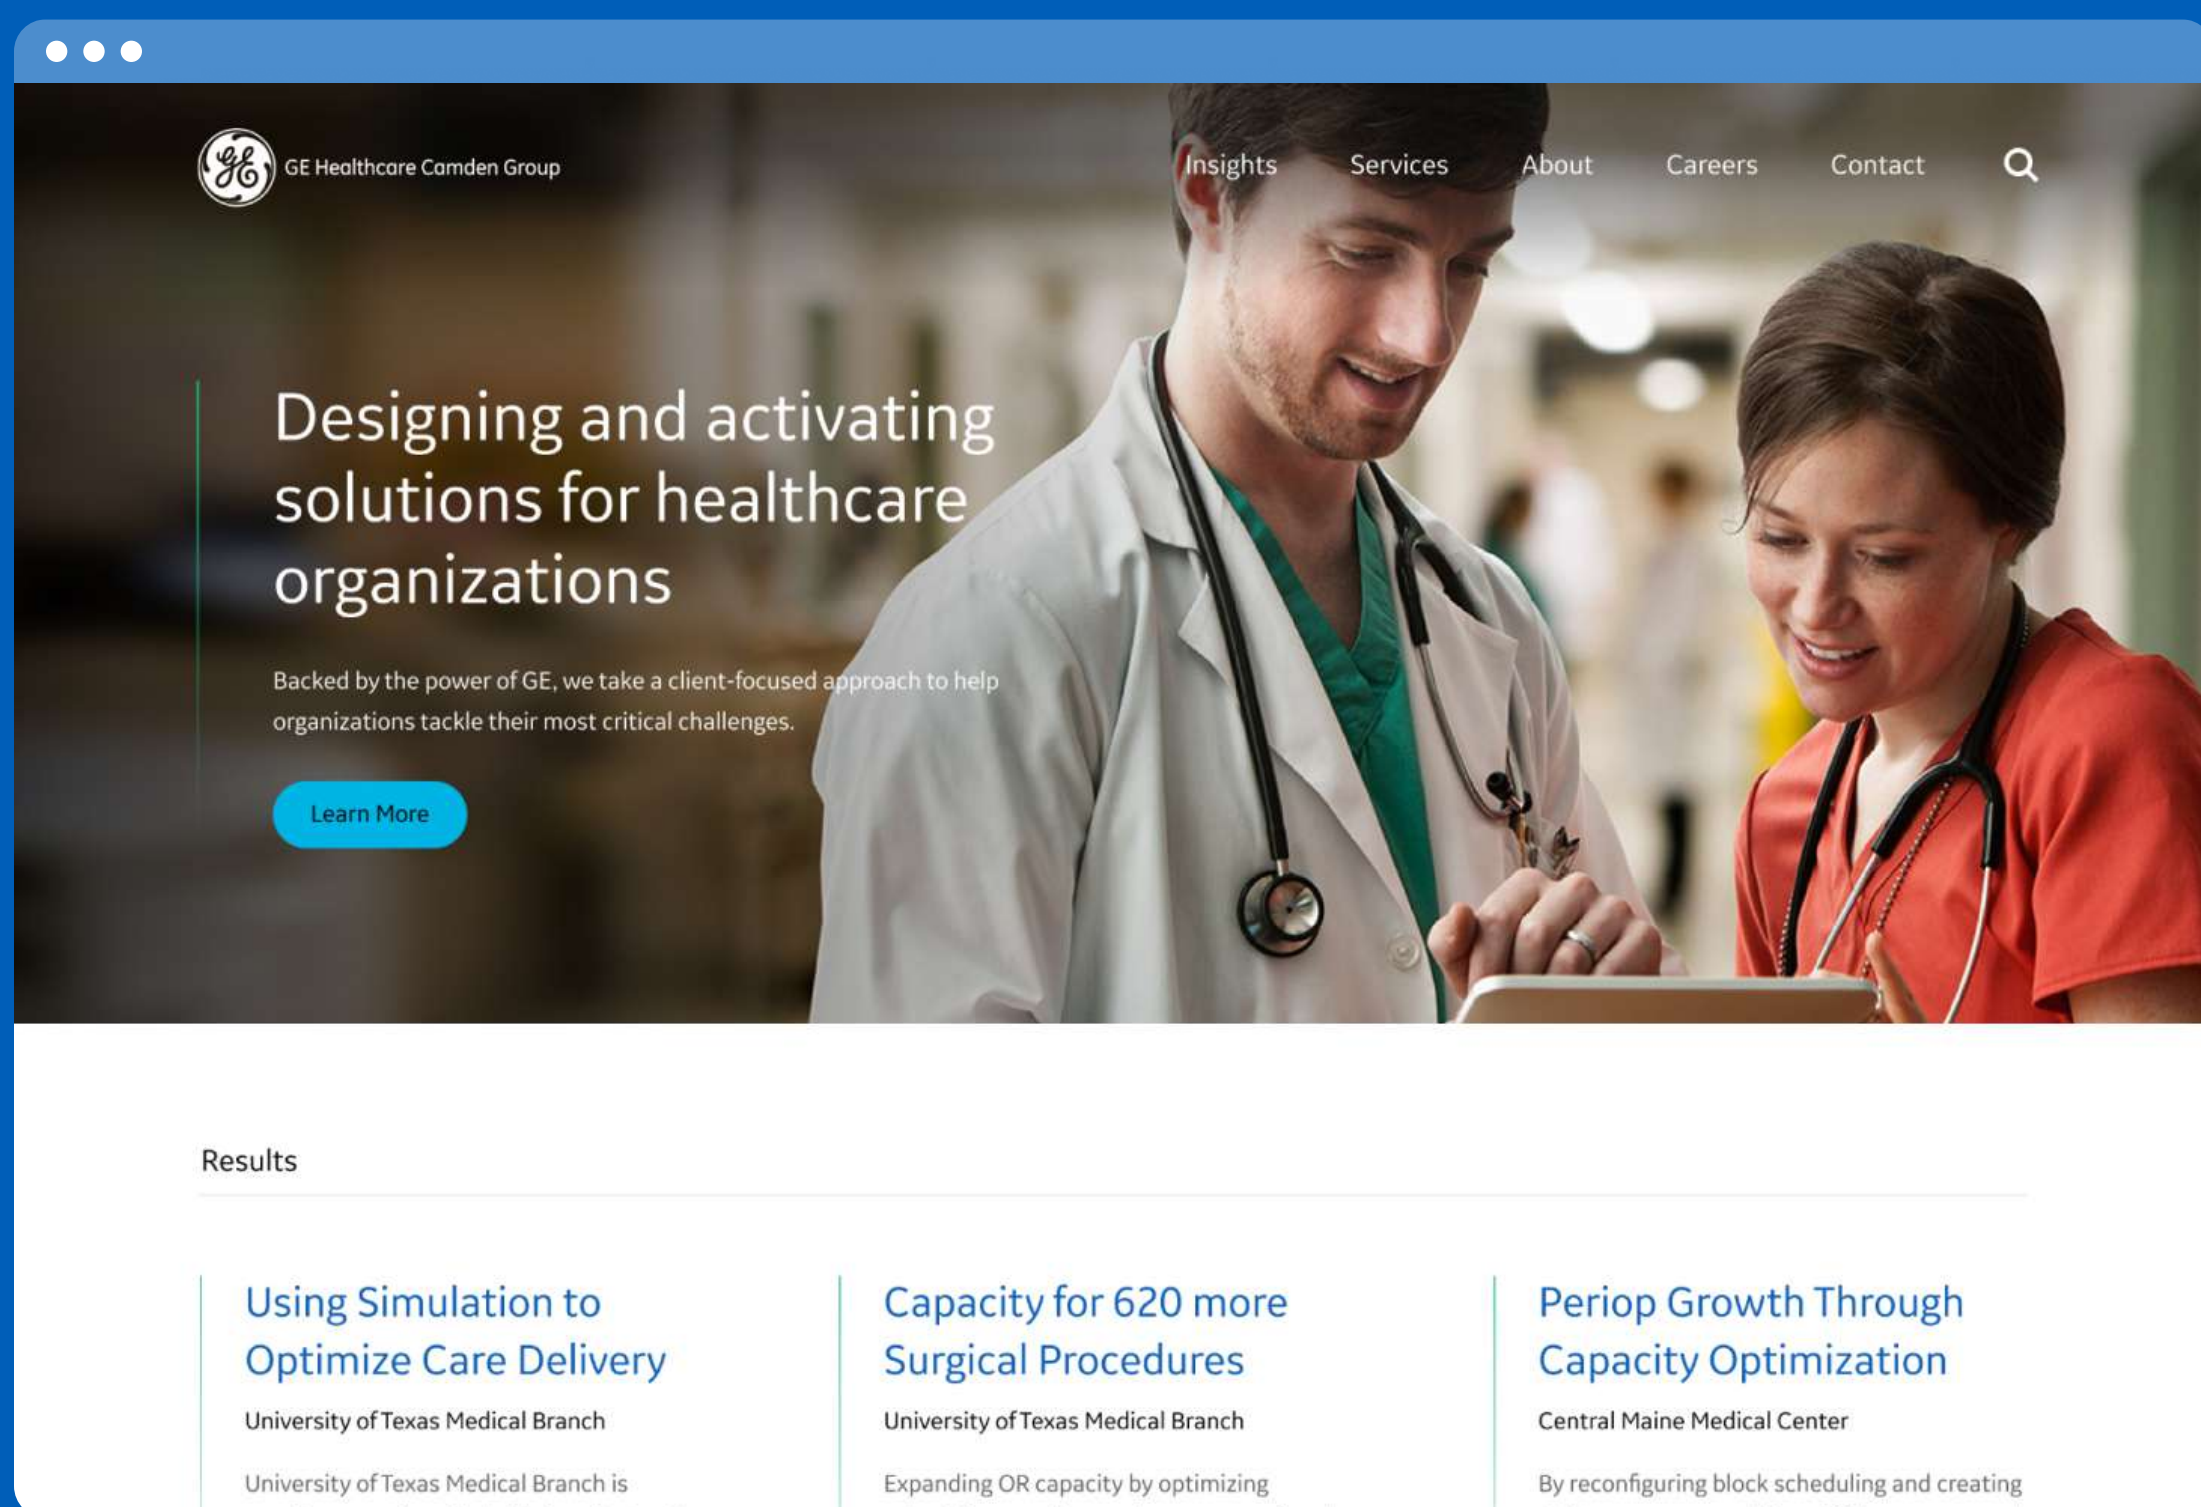 GE Healthcare Camden Group
Insights Services About Careers Contact
Designing and activating
solutions for healthcare
organizations
Backed by the power of GE, we take a client-focused approach to help
organizations tackle their most critical challenges.
Learn More
Results
Using Simulation to
Optimize Care Delivery
University of Texas Medical Branch
University of Texas Medical Branch is
Capacity for 620 more
Surgical Procedures
University of Texas Medical Branch
Expanding OR capacity by optimizing
Periop Growth Through
Capacity Optimization
Central Maine Medical Center
By reconfiguring block scheduling and creating